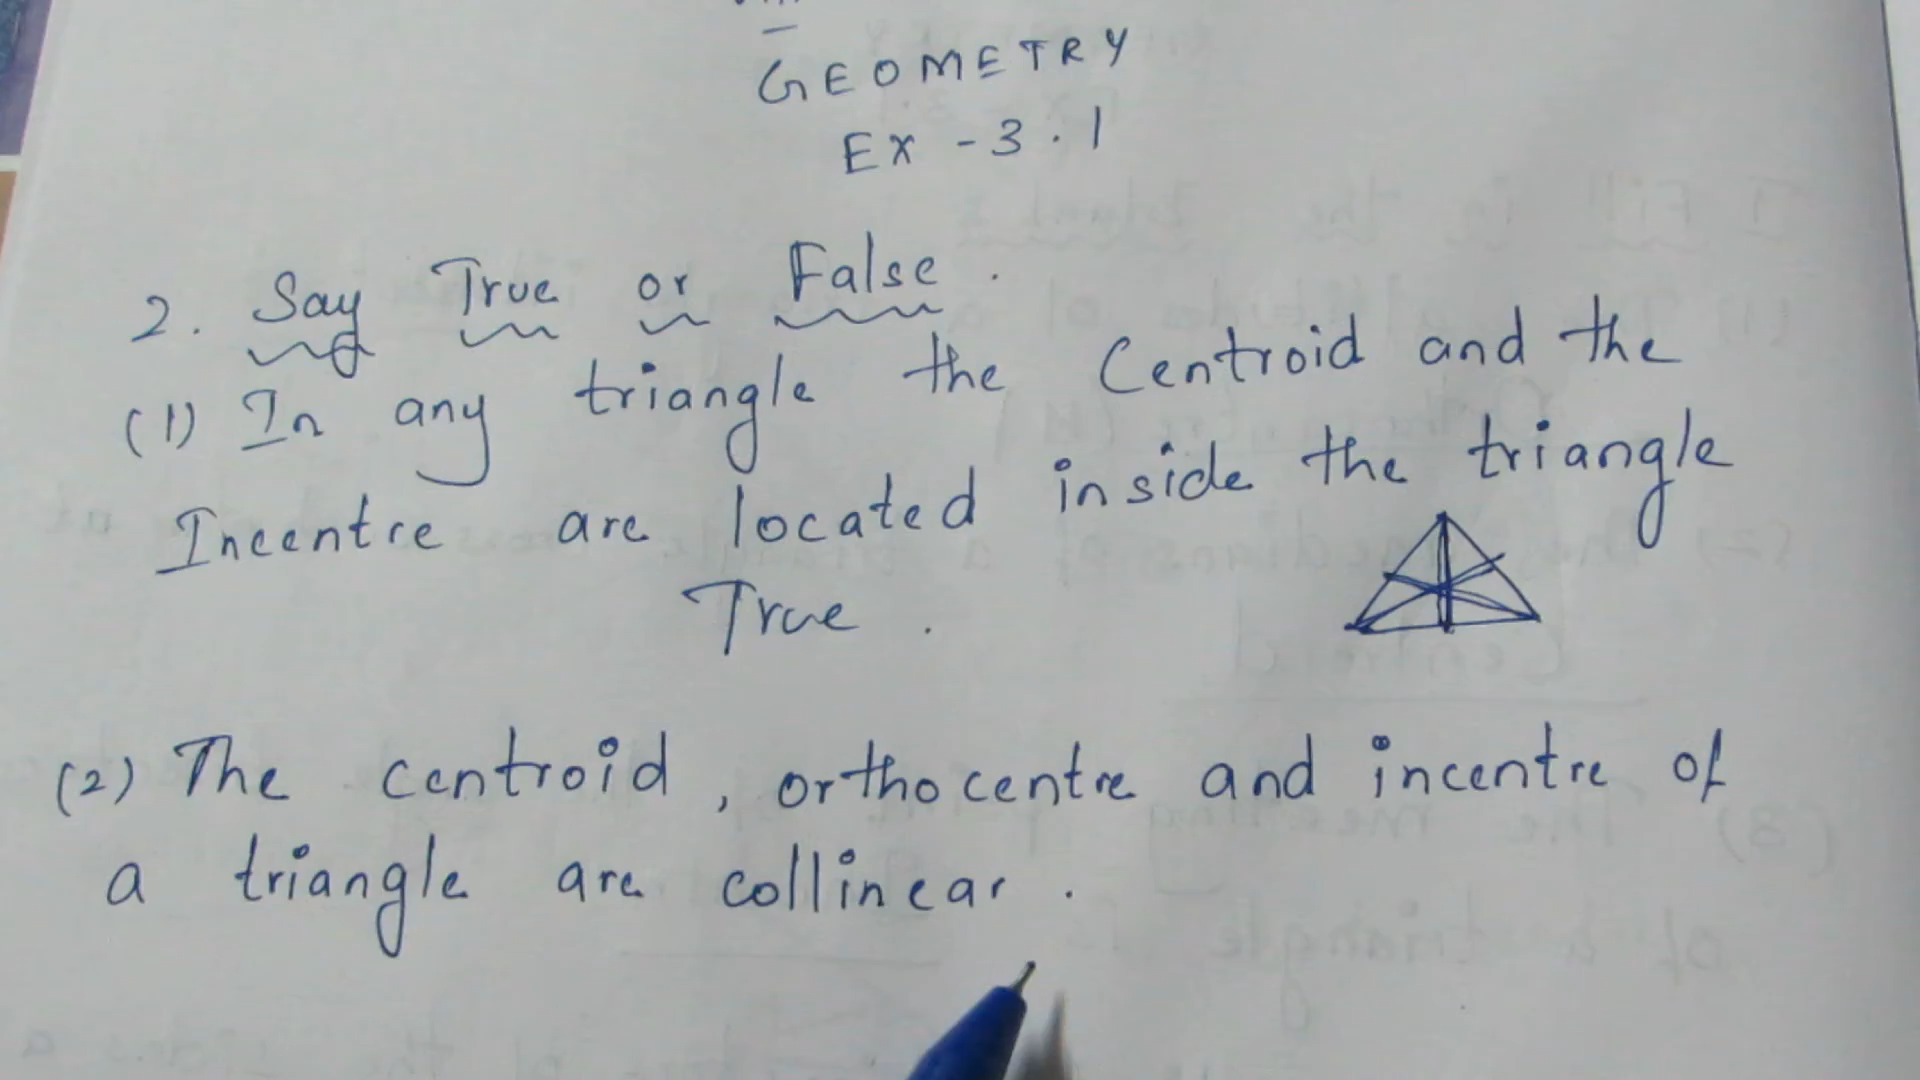 GEOMETRY
Ex - 3.1
2. Say True or False.
(1) In any triangle the Centroid and the
Incentre are located inside the triangle
True.
(2) The centroid, orthocentre and incentre of
a triangle are collinear.